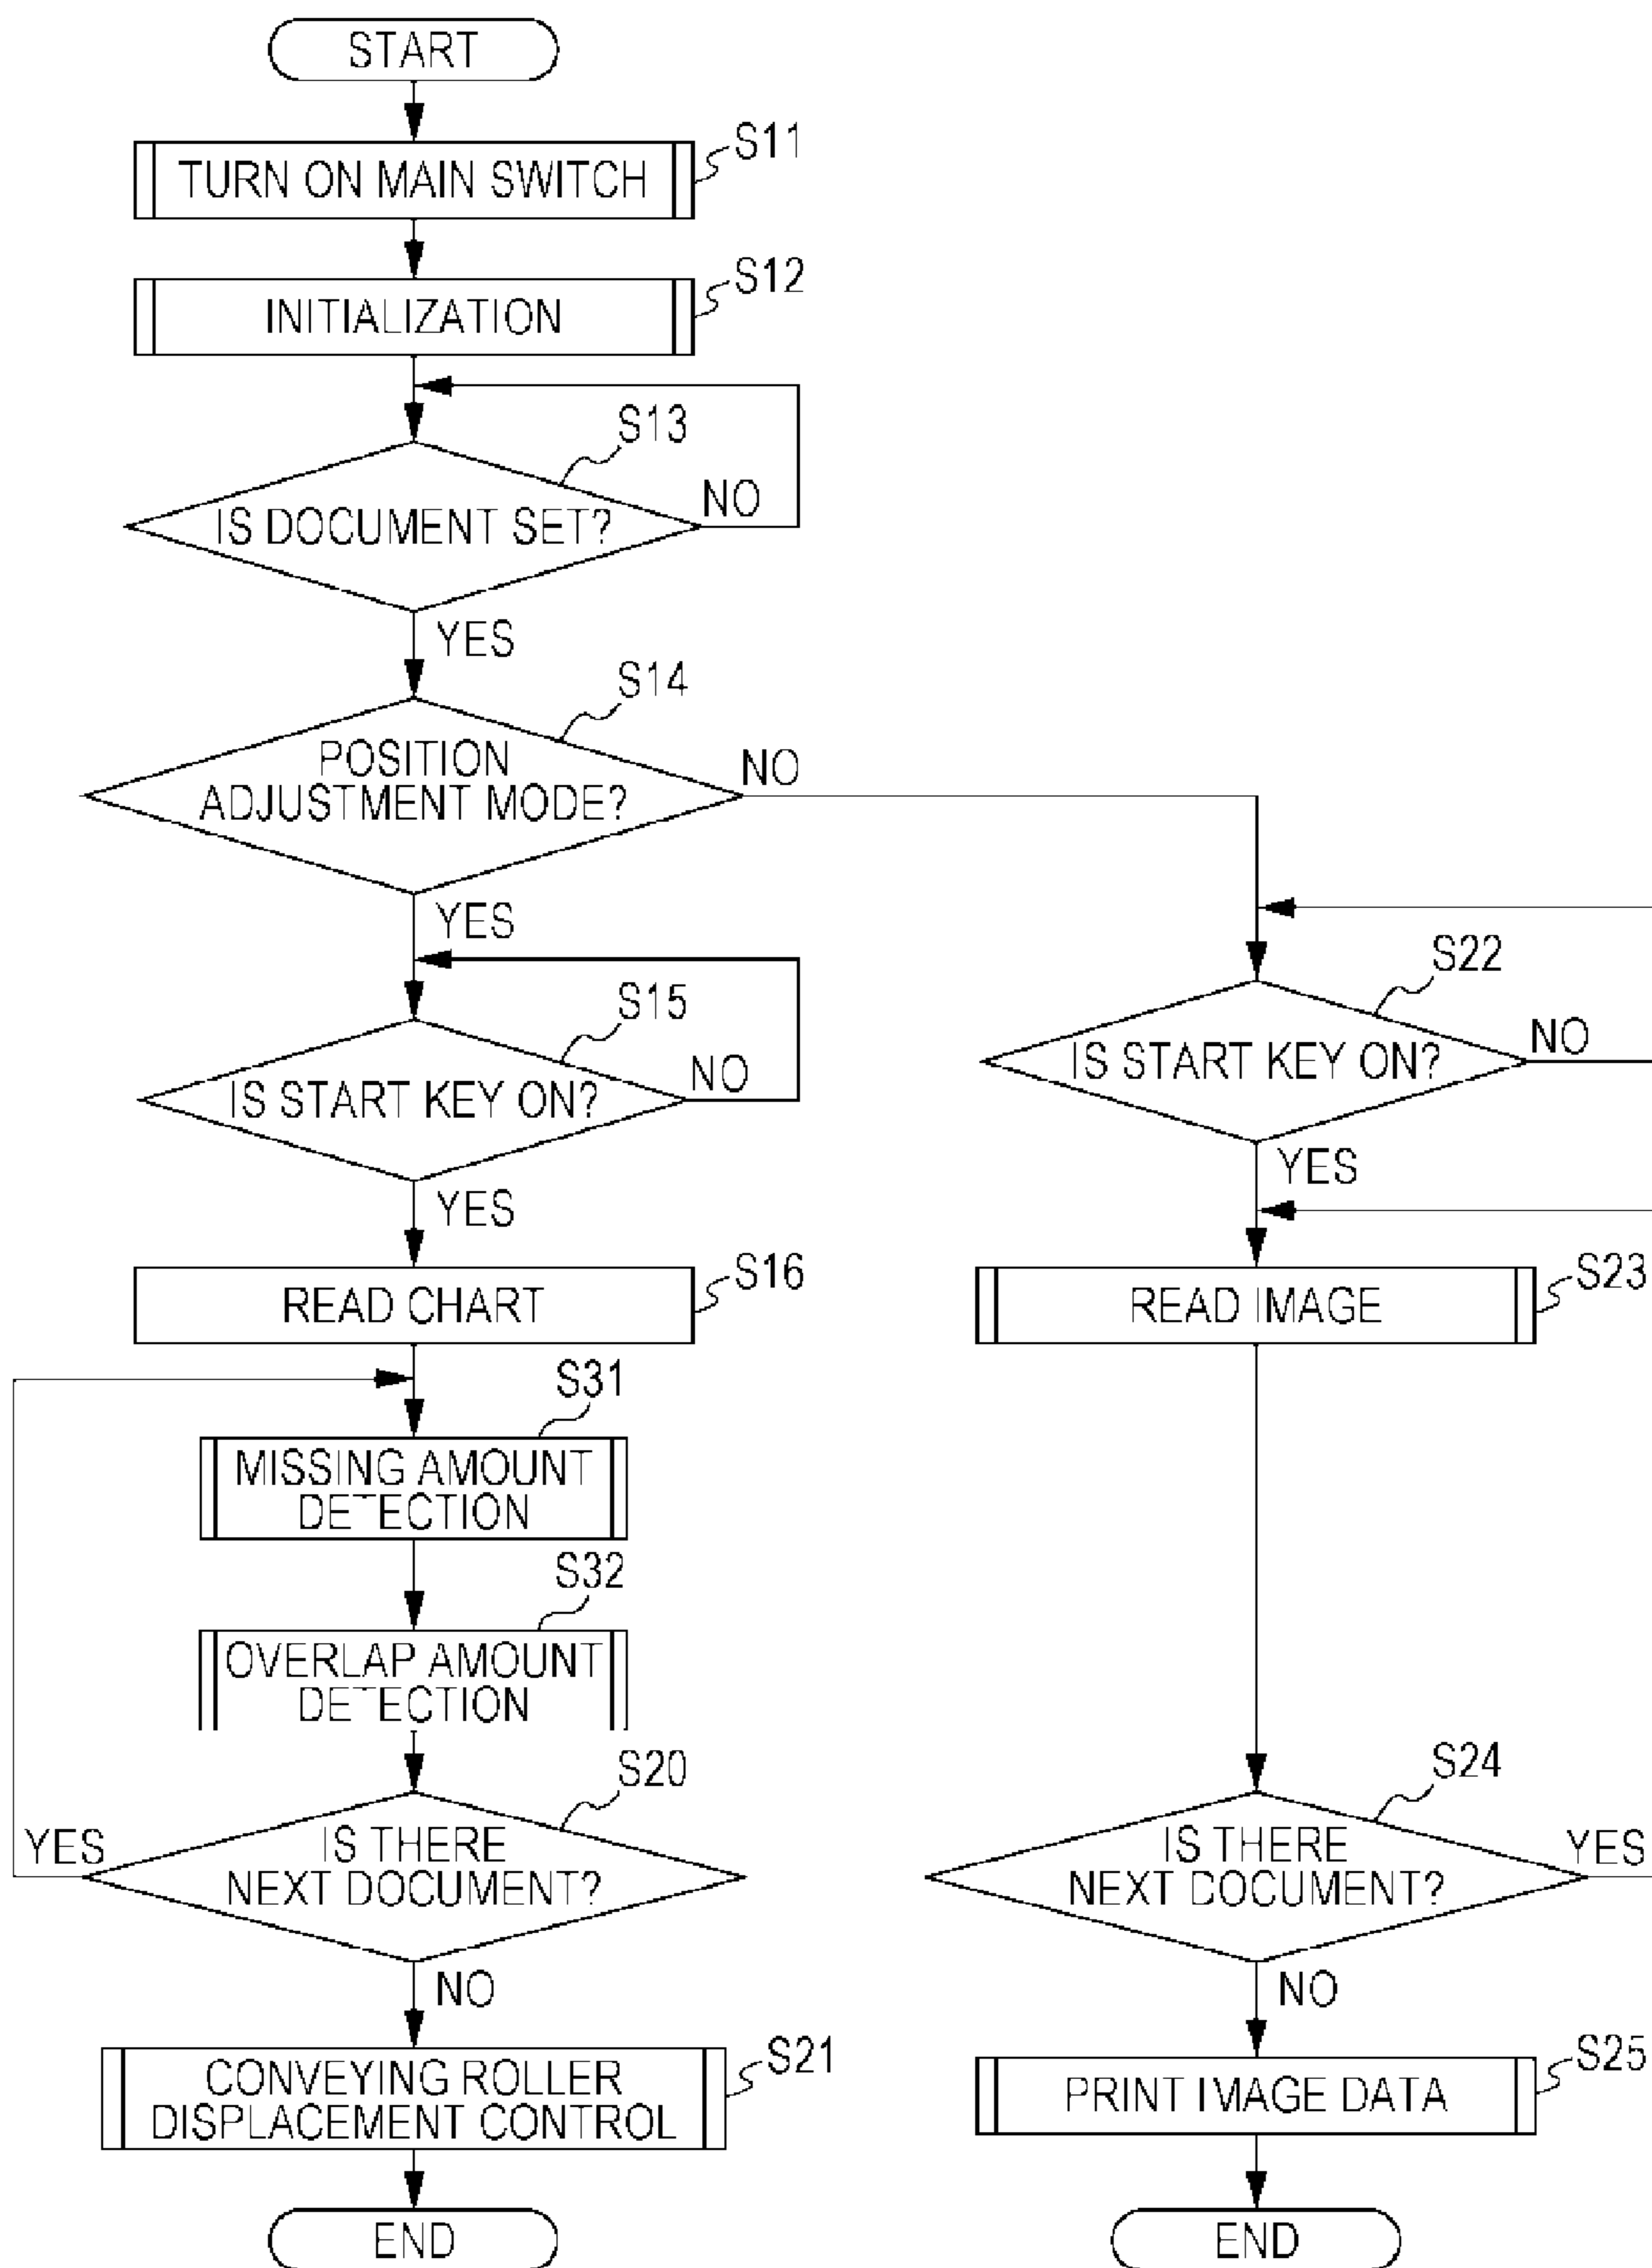 START
TURN ON MAIN SWITCH
S11
INITIALIZATION
S12
S13
IS DOCUMENT SET?
NO
YES
S14
POSITION
ADJUSTMENT MODE?
NO
YES
S15
IS START KEY ON?
NO
YES
READ CHART
S16
S31
MISSING AMOUNT
DETECTION
S32
OVERLAP AMOUNT
DETECTION
S20
IS THERE
NEXT DOCUMENT?
YES
NO
CONVEYING ROLLER
DISPLACEMENT CONTROL
S21
END
S22
IS START KEY ON?
NO
YES
READ IMAGE
S23
S24
IS THERE
NEXT DOCUMENT?
YES
NO
PRINT IMAGE DATA
S25
END